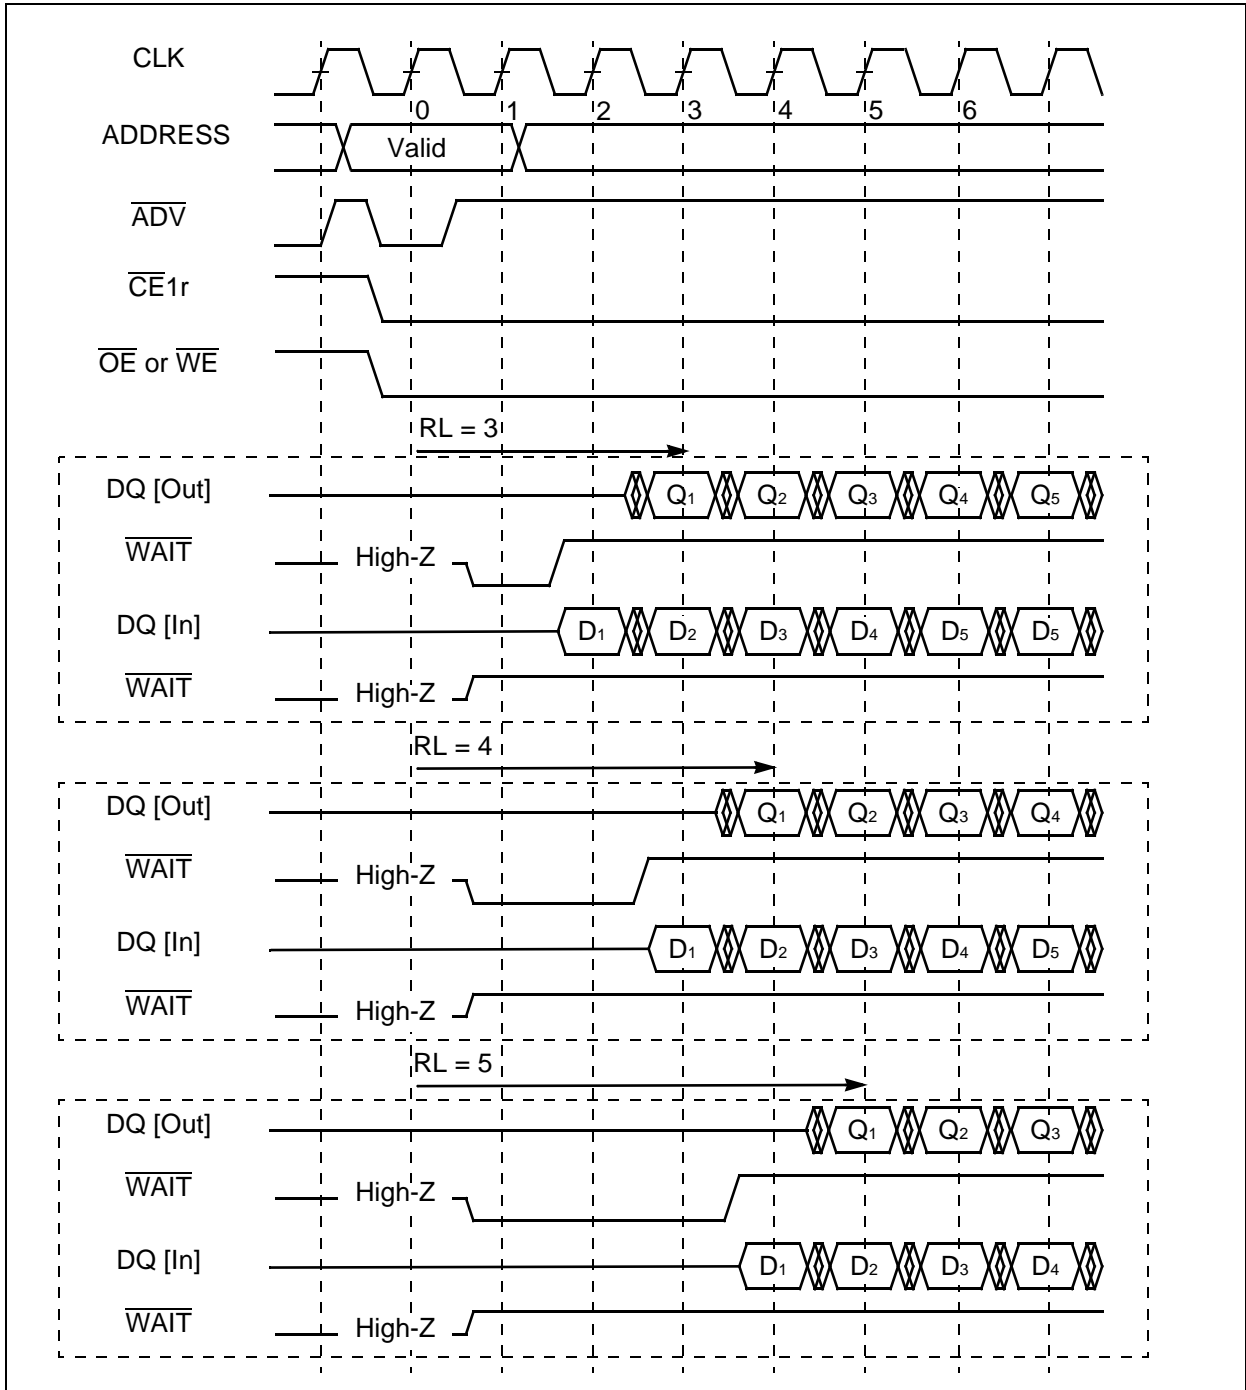 CLK
0 1 2 3 4 5 6
ADDRESS
Valid
ADV
CE1r
OE or WE
RL = 3
DQ [Out]
Q1 Q2 Q3 Q4 Q5
WAIT
High-Z
DQ [In]
D1 D2 D3 D4 D5 D5
WAIT
High-Z
RL = 4
DQ [Out]
Q1 Q2 Q3 Q4
WAIT
High-Z
DQ [In]
D1 D2 D3 D4 D5
WAIT
High-Z
RL = 5
DQ [Out]
Q1 Q2 Q3
WAIT
High-Z
DQ [In]
D1 D2 D3 D4
WAIT
High-Z